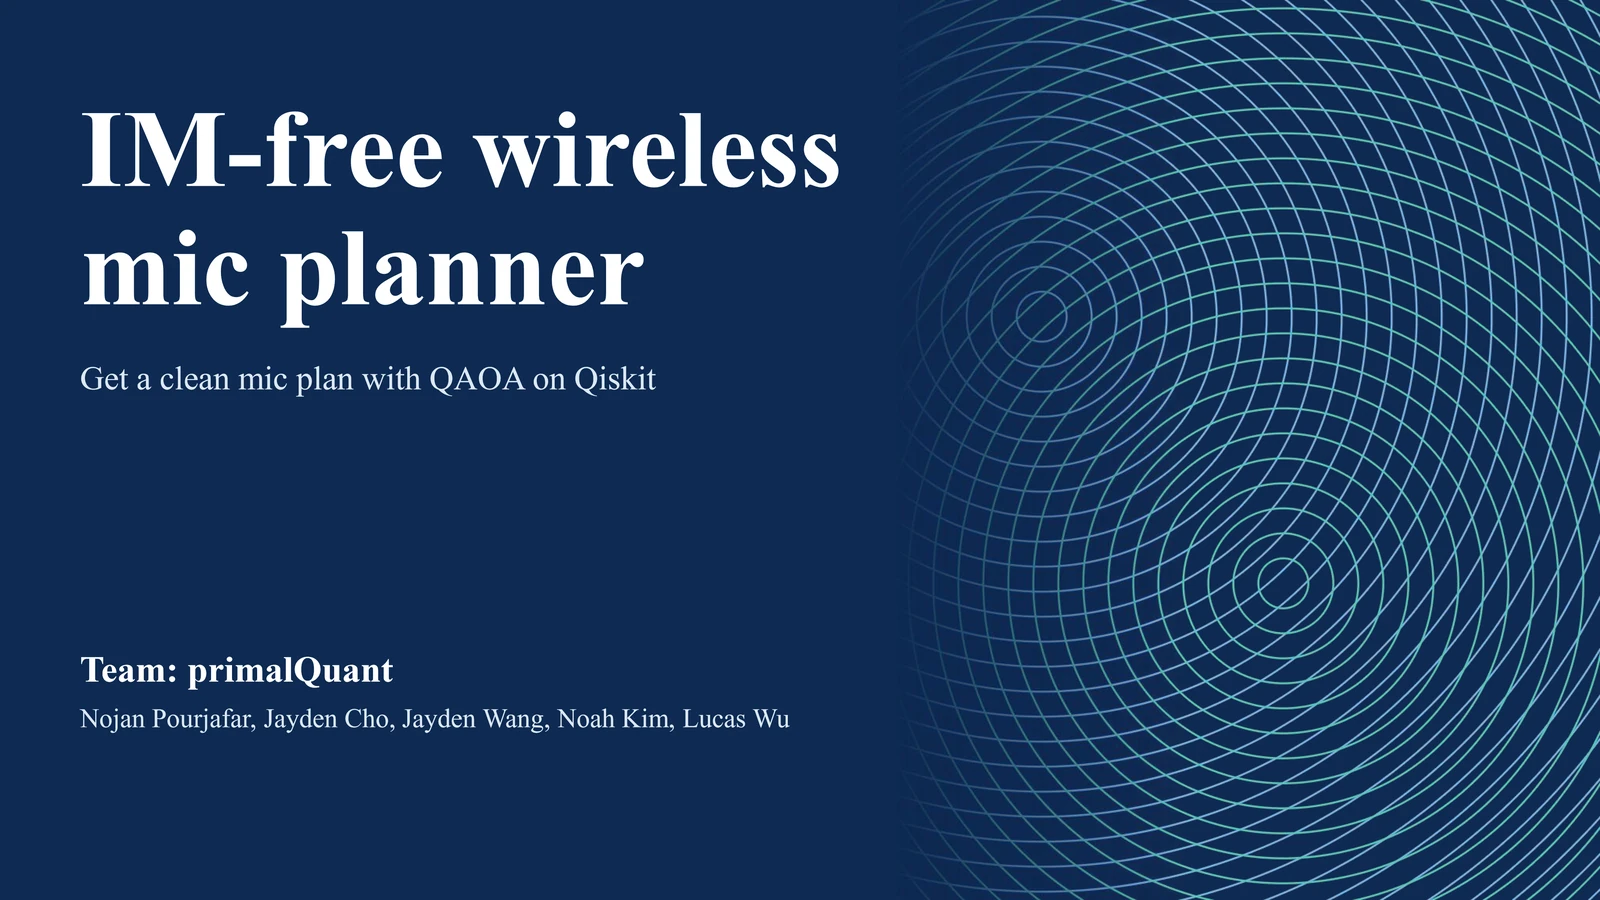 IM-free wireless
mic planner
Get a clean mic plan with QAOA on Qiskit
Team: primalQuant
Nojan Pourjafar, Jayden Cho, Jayden Wang, Noah Kim, Lucas Wu